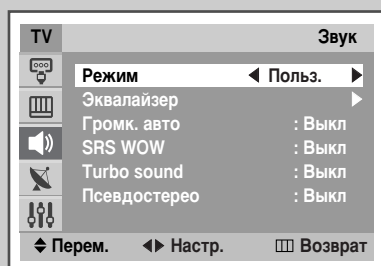 TV Звук
Режим ◀ Польз. ▶
Эквалайзер ▶
Громк. авто : Выкл
SRS WOW : Выкл
Turbo sound : Выкл
Псевдостерео : Выкл
Перем. Настр. Возврат